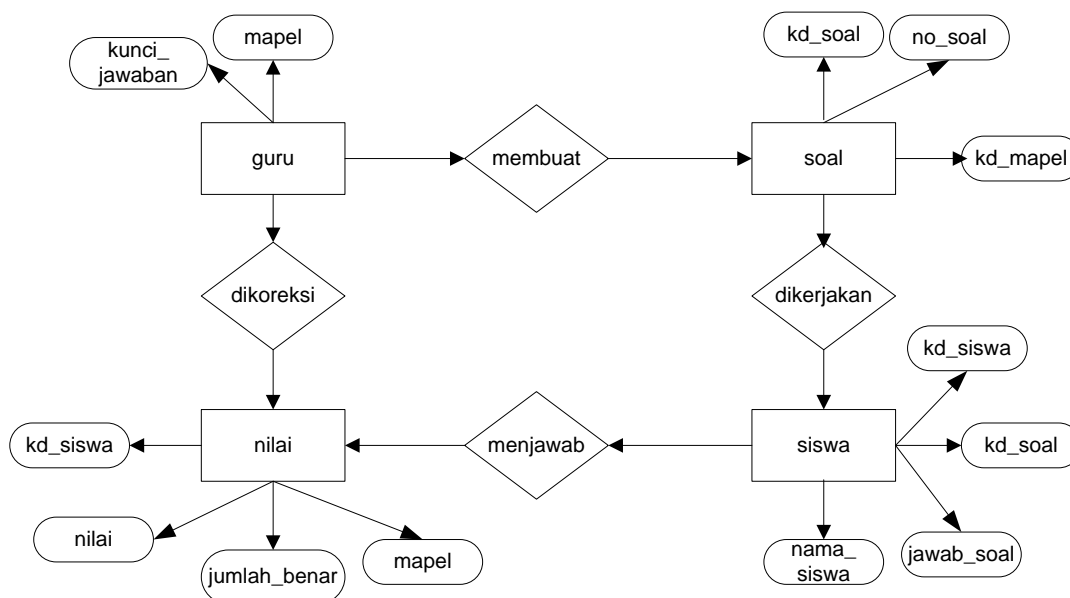 mapel
kd_soal
no_soal
kunci_
jawaban
guru
membuat
soal
kd_mapel
dikoreksi
dikerjakan
kd_siswa
kd_siswa
nilai
menjawab
siswa
kd_soal
nilai
jumlah_benar
mapel
nama_
siswa
jawab_soal